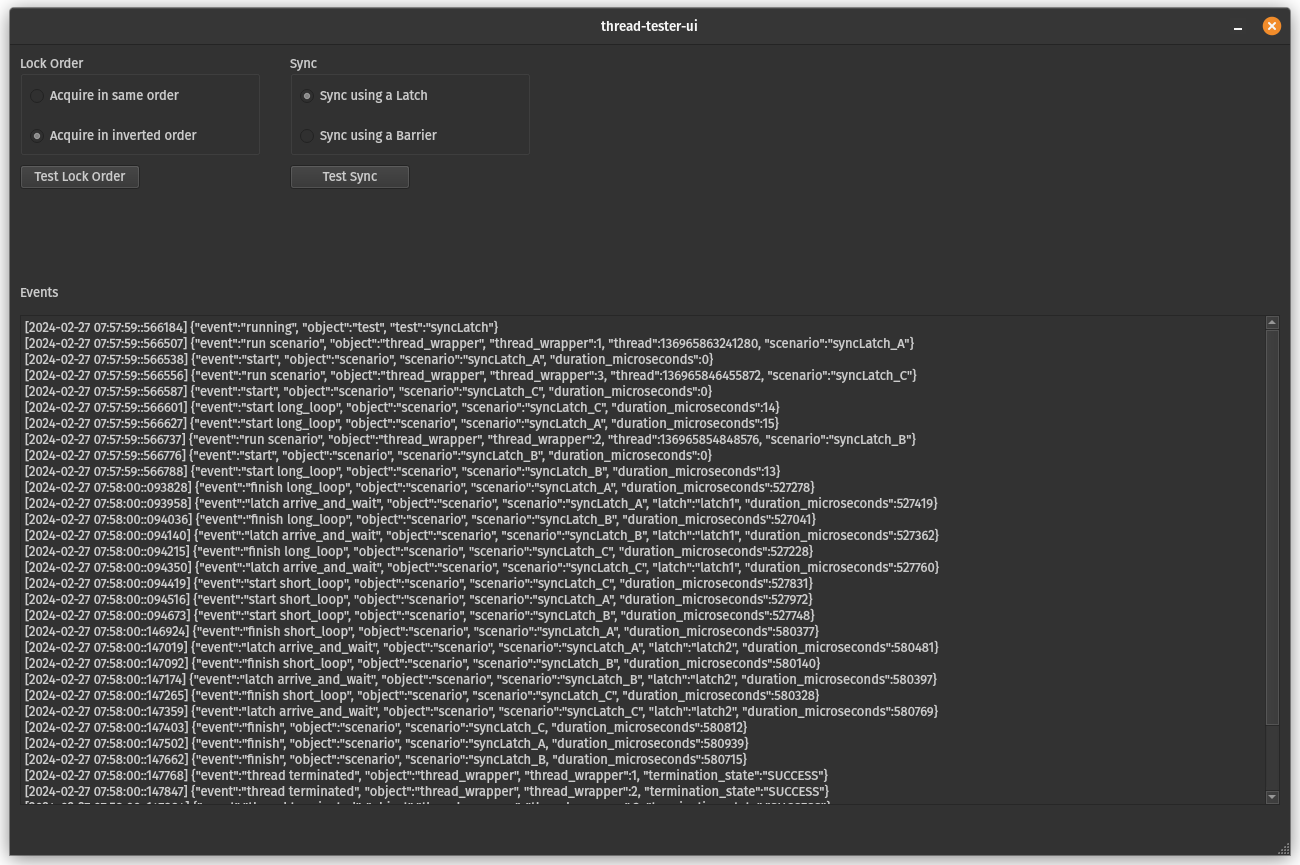 thread-tester-ui
Lock Order
Sync
Acquire in same order
Sync using a Latch
Acquire in inverted order
Sync using a Barrier
Test Lock Order
Test Sync
Events
[2024-02-27 07:57:59::566184] {"event":"running", "object":"test", "test":"syncLatch"}
[2024-02-27 07:57:59::566507] {"event":"run scenario", "object":"thread_wrapper", "thread_wrapper":1, "thread":136965863241280, "scenario":"syncLatch_A"}
[2024-02-27 07:57:59::566538] {"event":"start", "object":"scenario", "scenario":"syncLatch_A", "duration_microseconds":0}
[2024-02-27 07:57:59::566556] {"event":"run scenario", "object":"thread_wrapper", "thread_wrapper":3, "thread":136965846455872, "scenario":"syncLatch_C"}
[2024-02-27 07:57:59::566587] {"event":"start", "object":"scenario", "scenario":"syncLatch_C", "duration_microseconds":0}
[2024-02-27 07:57:59::566601] {"event":"start long_loop", "object":"scenario", "scenario":"syncLatch_C", "duration_microseconds":14}
[2024-02-27 07:57:59::566627] {"event":"start long_loop", "object":"scenario", "scenario":"syncLatch_A", "duration_microseconds":15}
[2024-02-27 07:57:59::566737] {"event":"run scenario", "object":"thread_wrapper", "thread_wrapper":2, "thread":136965854848576, "scenario":"syncLatch_B"}
[2024-02-27 07:57:59::566776] {"event":"start", "object":"scenario", "scenario":"syncLatch_B", "duration_microseconds":0}
[2024-02-27 07:57:59::566788] {"event":"start long_loop", "object":"scenario", "scenario":"syncLatch_B", "duration_microseconds":13}
[2024-02-27 07:58:00::093828] {"event":"finish long_loop", "object":"scenario", "scenario":"syncLatch_A", "duration_microseconds":527278}
[2024-02-27 07:58:00::093958] {"event":"latch arrive_and_wait", "object":"scenario", "scenario":"syncLatch_A", "latch":"latch1", "duration_microseconds":527419}
[2024-02-27 07:58:00::094036] {"event":"finish long_loop", "object":"scenario", "scenario":"syncLatch_B", "duration_microseconds":527041}
[2024-02-27 07:58:00::094140] {"event":"latch arrive_and_wait", "object":"scenario", "scenario":"syncLatch_B", "latch":"latch1", "duration_microseconds":527362}
[2024-02-27 07:58:00::094215] {"event":"finish long_loop", "object":"scenario", "scenario":"syncLatch_C", "duration_microseconds":527228}
[2024-02-27 07:58:00::094350] {"event":"latch arrive_and_wait", "object":"scenario", "scenario":"syncLatch_C", "latch":"latch1", "duration_microseconds":527760}
[2024-02-27 07:58:00::094419] {"event":"start short_loop", "object":"scenario", "scenario":"syncLatch_C", "duration_microseconds":527831}
[2024-02-27 07:58:00::094516] {"event":"start short_loop", "object":"scenario", "scenario":"syncLatch_A", "duration_microseconds":527972}
[2024-02-27 07:58:00::094673] {"event":"start short_loop", "object":"scenario", "scenario":"syncLatch_B", "duration_microseconds":527748}
[2024-02-27 07:58:00::146924] {"event":"finish short_loop", "object":"scenario", "scenario":"syncLatch_A", "duration_microseconds":580377}
[2024-02-27 07:58:00::147019] {"event":"latch arrive_and_wait", "object":"scenario", "scenario":"syncLatch_A", "latch":"latch2", "duration_microseconds":580481}
[2024-02-27 07:58:00::147092] {"event":"finish short_loop", "object":"scenario", "scenario":"syncLatch_B", "duration_microseconds":580140}
[2024-02-27 07:58:00::147174] {"event":"latch arrive_and_wait", "object":"scenario", "scenario":"syncLatch_B", "latch":"latch2", "duration_microseconds":580397}
[2024-02-27 07:58:00::147265] {"event":"finish short_loop", "object":"scenario", "scenario":"syncLatch_C", "duration_microseconds":580328}
[2024-02-27 07:58:00::147359] {"event":"latch arrive_and_wait", "object":"scenario", "scenario":"syncLatch_C", "latch":"latch2", "duration_microseconds":580769}
[2024-02-27 07:58:00::147403] {"event":"finish", "object":"scenario", "scenario":"syncLatch_C, "duration_microseconds":580812}
[2024-02-27 07:58:00::147502] {"event":"finish", "object":"scenario", "scenario":"syncLatch_A, "duration_microseconds":580939}
[2024-02-27 07:58:00::147662] {"event":"finish", "object":"scenario", "scenario":"syncLatch_B, "duration_microseconds":580715}
[2024-02-27 07:58:00::147768] {"event":"thread terminated", "object":"thread_wrapper", "thread_wrapper":1, "termination_state":"SUCCESS"}
[2024-02-27 07:58:00::147847] {"event":"thread terminated", "object":"thread_wrapper", "thread_wrapper":2, "termination_state":"SUCCESS"}